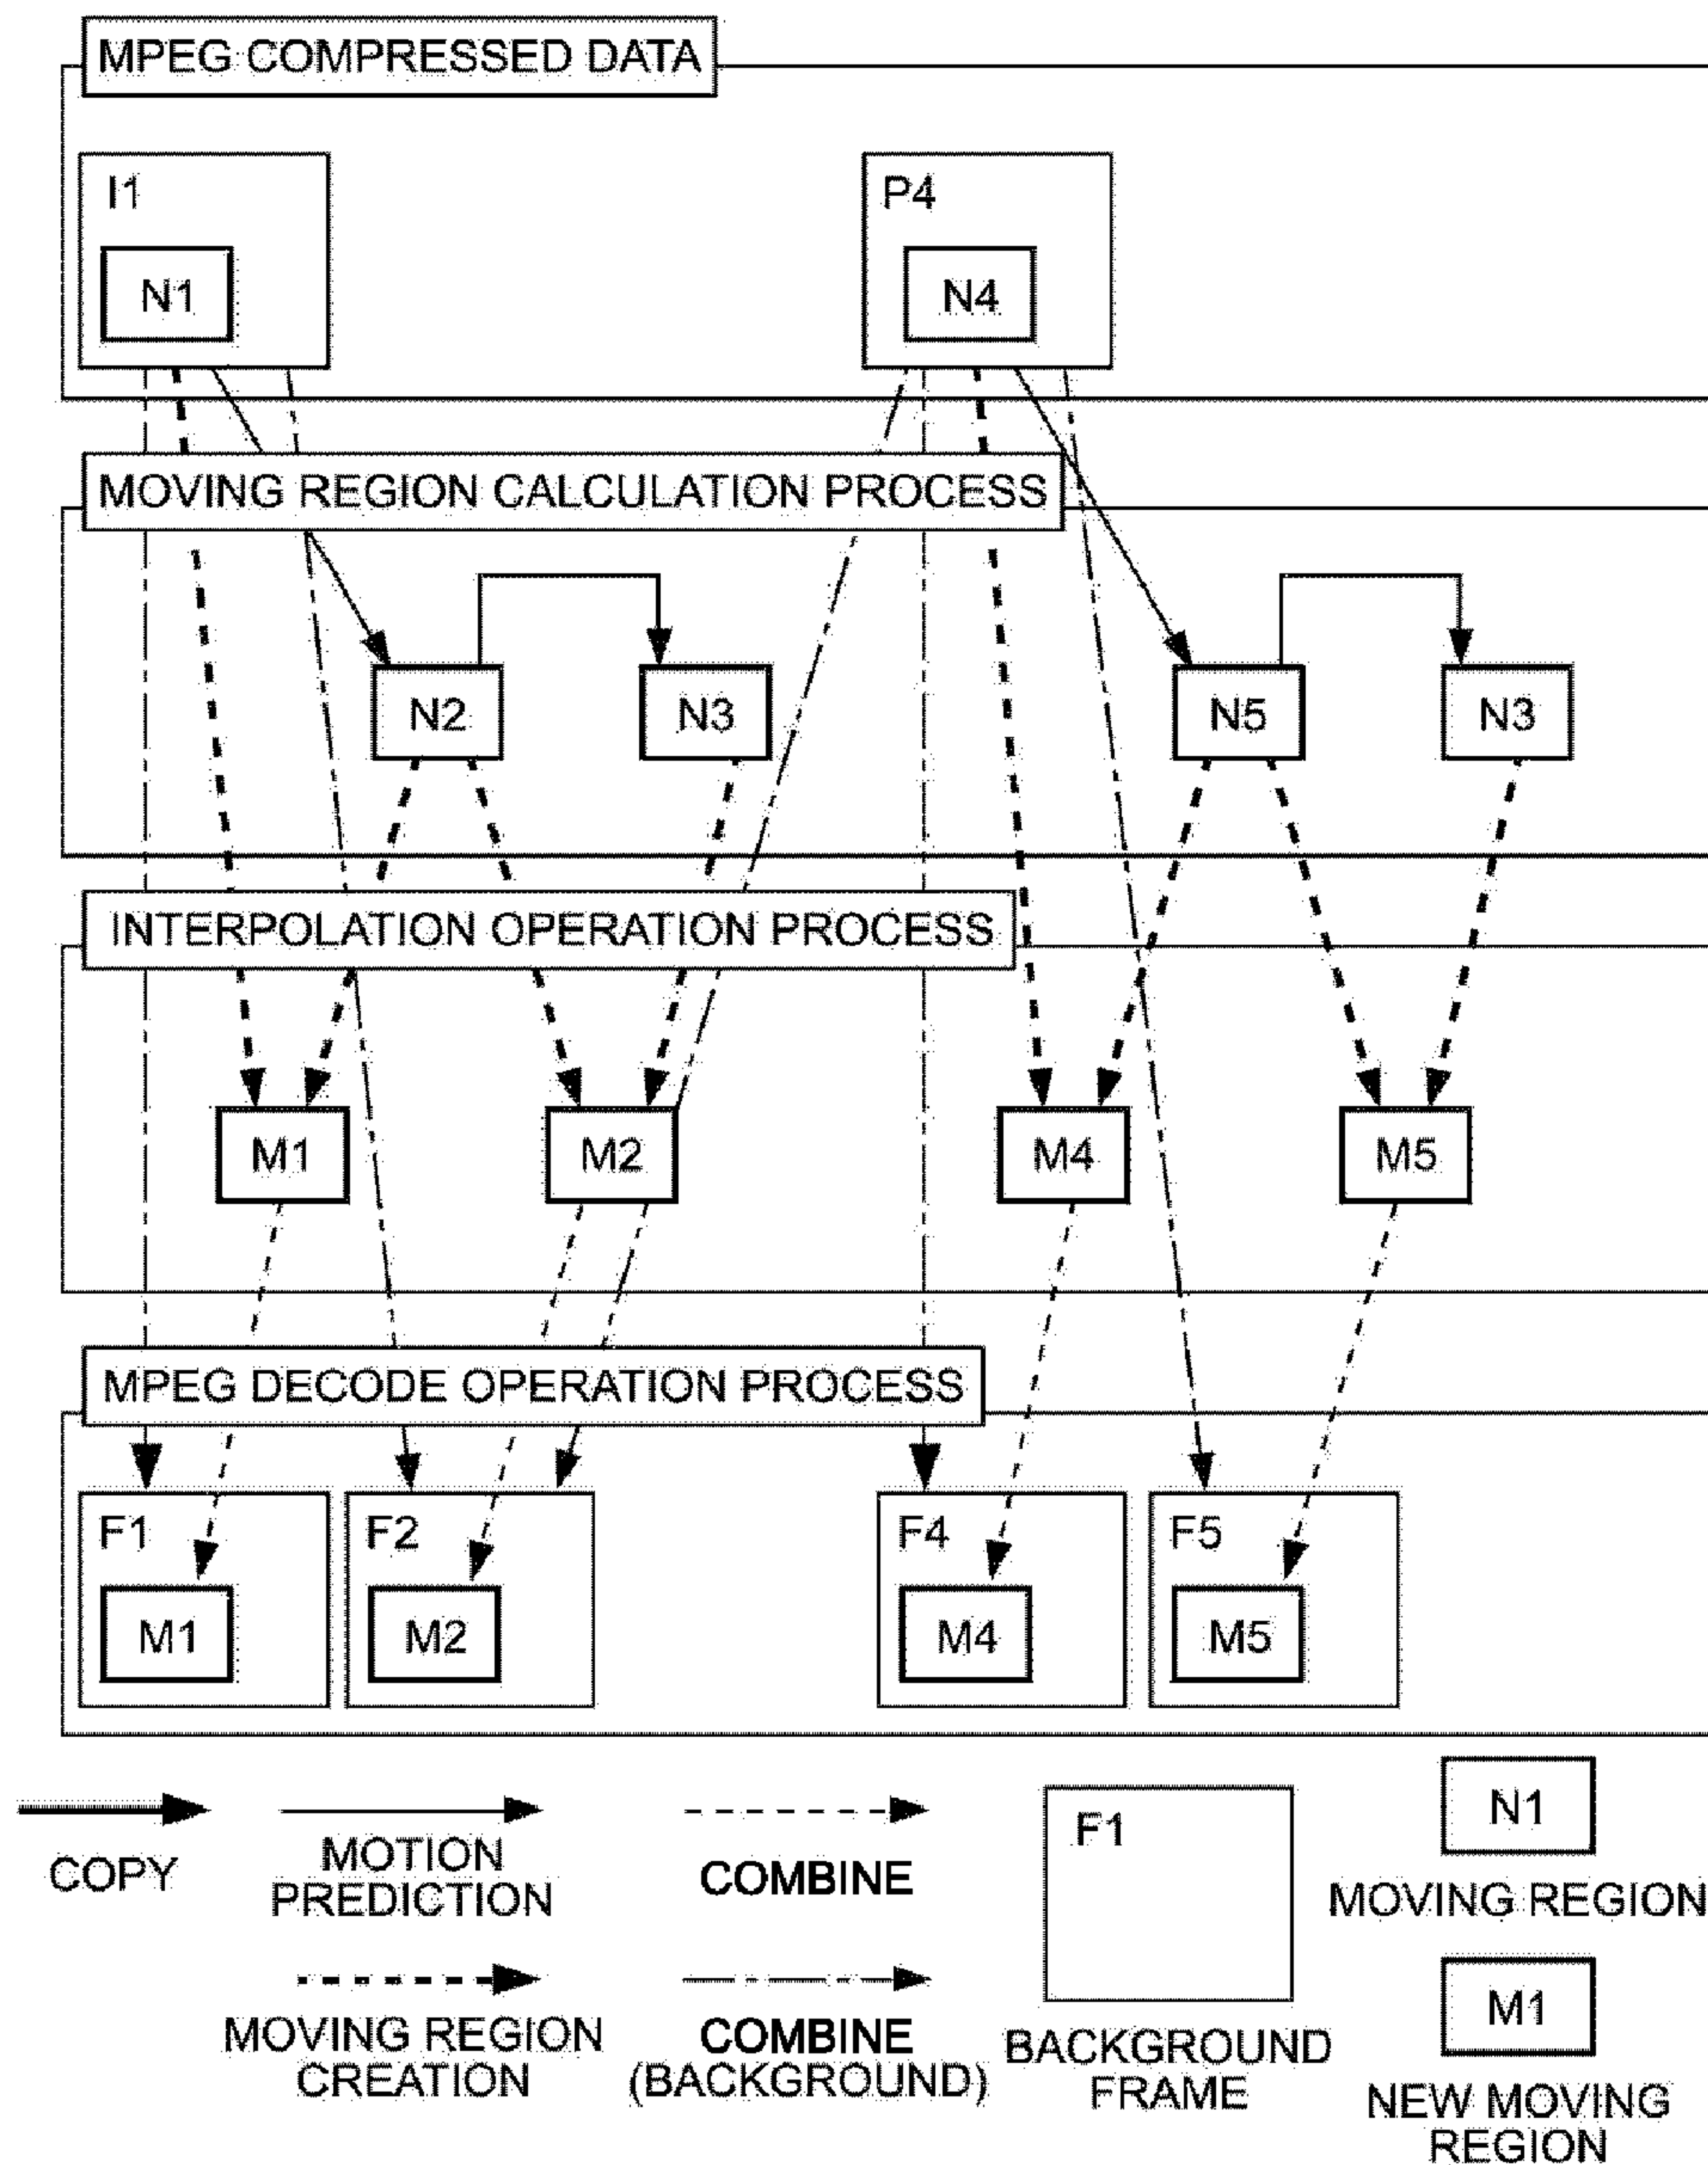 MPEG COMPRESSED DATA
I1
P4
N1
N4
MOVING REGION CALCULATION PROCESS
N2
N3
N5
N3
INTERPOLATION OPERATION PROCESS
M1
M2
M4
M5
MPEG DECODE OPERATION PROCESS
F1
F2
F4
F5
M1
M2
M4
M5
COPY
MOTION
PREDICTION
COMBINE
F1
N1
MOVING REGION
MOVING REGION
CREATION
COMBINE
(BACKGROUND)
BACKGROUND
FRAME
M1
NEW MOVING
REGION